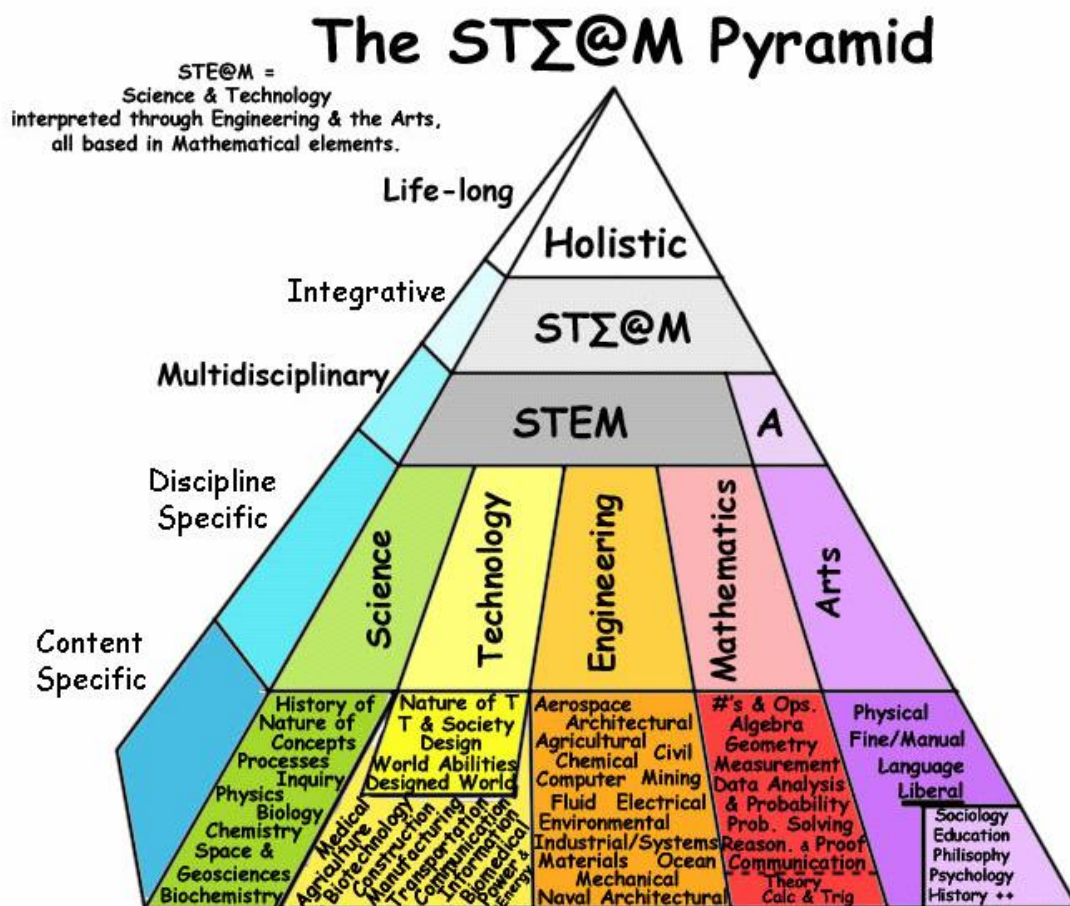 The ST∑@M Pyramid
STE@M =
Science & Technology
interpreted through Engineering & the Arts,
all based in Mathematical elements.
Life-long
Holistic
Integrative
ST∑@M
Multidisciplinary
STEM
A
Discipline
Specific
Science
Technology
Engineering
Mathematics
Arts
Content
Specific
History of
Nature of
Concepts
Processes
Inquiry
Physics
Biology
Chemistry
Space &
Geosciences
Biochemistry
Nature of T
T & Society
Design
World Abilities
Designed World
Medical
Agriculture
Biotechnology
Construction
Manufacturing
Transportation
Communication
Information
Biomedical
Power &
Energy
Aerospace
Architectural
Agricultural
Civil
Chemical
Computer Mining
Fluid Electrical
Environmental
Industrial/Systems
Materials Ocean
Mechanical
Naval Architectural
#'s & Ops.
Algebra
Geometry
Measurement
Data Analysis
& Probability
Prob. Solving
Reason. & Proof
Communication
Theory
Calc & Trig
Physical
Fine/Manual
Language
Liberal
Sociology
Education
Philisophy
Psychology
History ++